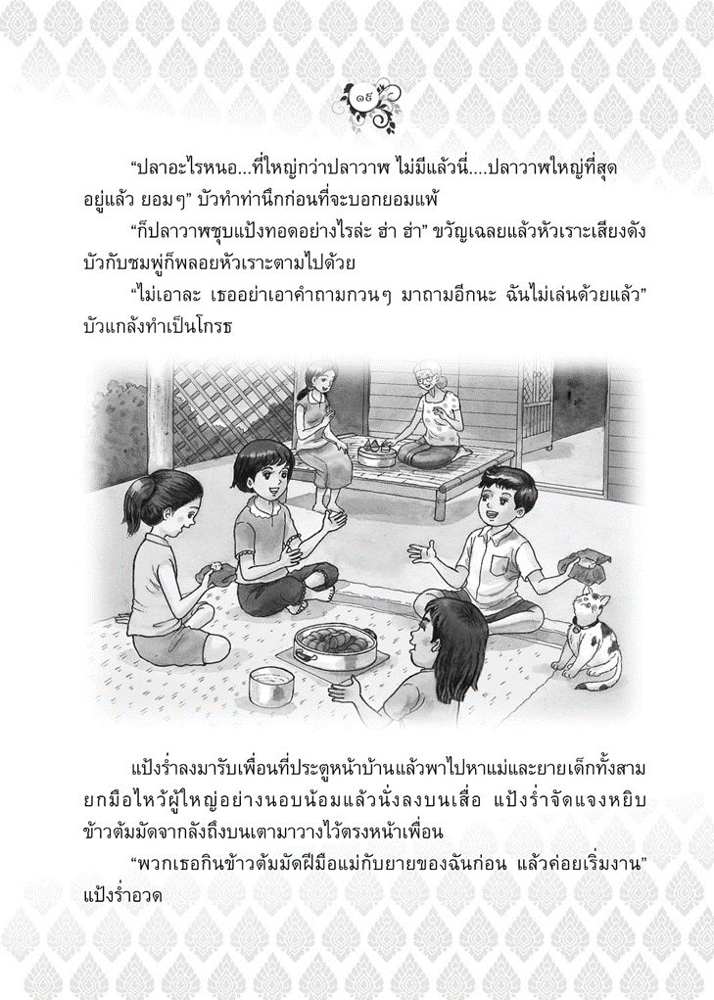 ๑๙
“ปลาอะไรหนอ...ที่ใหญ่กว่าปลาวาฬ ไม่มีแล้วนี่....ปลาวาฬใหญ่ที่สุด
อยู่แล้ว ยอมๆ” บัวทำท่านึกก่อนที่จะบอกยอมแพ้
“ก็ปลาวาฬชุบแป้งทอดอย่างไรล่ะ ฮ่า ฮ่า” ขวัญเฉลยแล้วหัวเราะเสียงดัง
บัวกับชมพู่ก็พลอยหัวเราะตามไปด้วย
“ไม่เอาละ เธออย่าเอาคำถามกวนๆ มาถามอีกนะ ฉันไม่เล่นด้วยแล้ว”
บัวแกล้งทำเป็นโกรธ
แป้งร่ำลงมารับเพื่อนที่ประตูหน้าบ้านแล้วพาไปหาแม่และยายเด็กทั้งสาม
ยกมือไหว้ผู้ใหญ่อย่างนอบน้อมแล้วนั่งลงบนเสื่อ แป้งร่ำจัดแจงหยิบ
ข้าวต้มมัดจากลังถึงบนเตามาวางไว้ตรงหน้าเพื่อน
“พวกเธอกินข้าวต้มมัดฝีมือแม่กับยายของฉันก่อน แล้วค่อยเริ่มงาน”
แป้งร่ำอวด